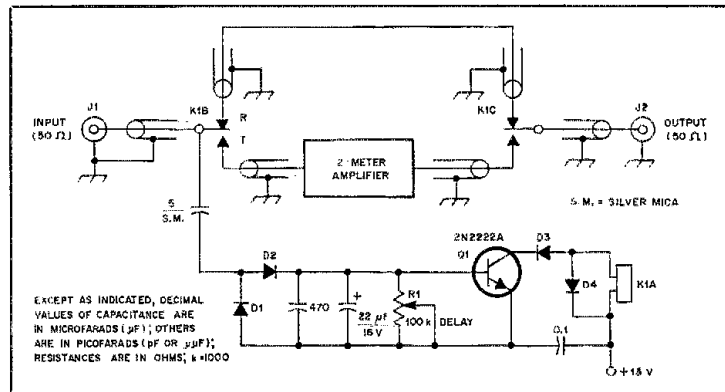 J1
INPUT
(50 Ω)
K1B
R
T
K1C
J2
OUTPUT
(50 Ω)
2-METER
AMPLIFIER
S.M. = SILVER MICA
5
S.M.
D2
D1
470
22 µF
15V
R1
100 k DELAY
2N2222A
Q1
D3
D4
K1A
0.1
+13 V
EXCEPT AS INDICATED, DECIMAL
VALUES OF CAPACITANCE ARE
IN MICROFARADS (µF); OTHERS
ARE IN PICOFARADS (pF OR µµF);
RESISTANCES ARE IN OHMS; k=1000